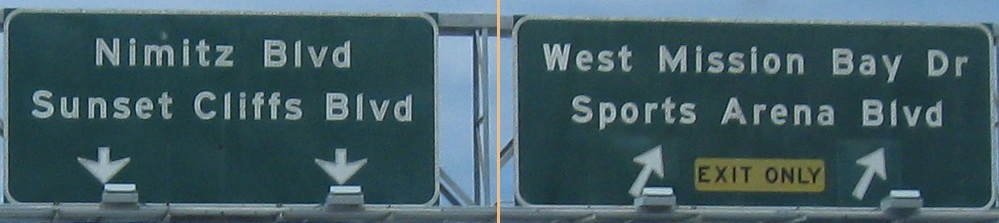 Nimitz Blvd
Sunset Cliffs Blvd
West Mission Bay Dr
Sports Arena Blvd
EXIT ONLY